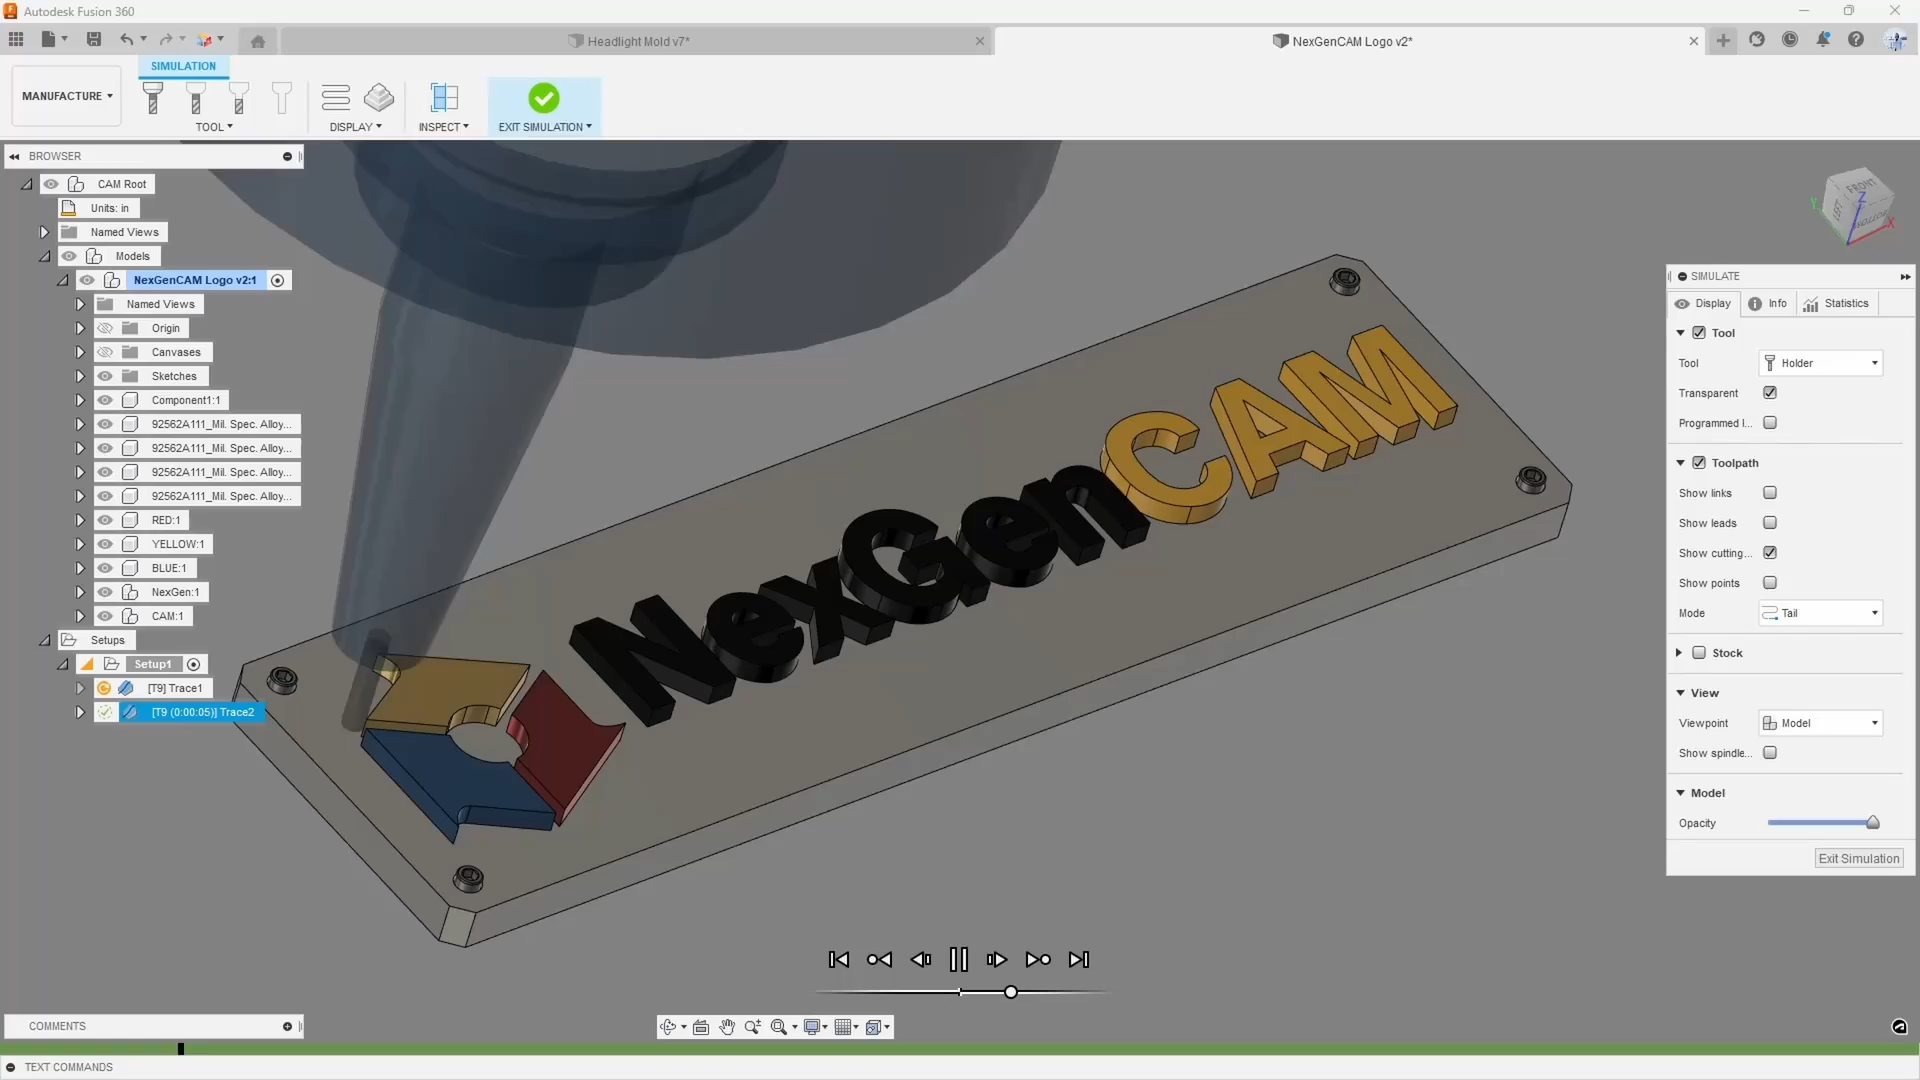 Autodesk Fusion 360
Headlight Mold v7*
NexGenCAM Logo v2*
SIMULATION
MANUFACTURE
TOOL
DISPLAY
INSPECT
EXIT SIMULATION
BROWSER
CAM Root
Units: in
Named Views
Models
NexGenCAM Logo v2:1
Named Views
Origin
Canvases
Sketches
Component1:1
92562A111_Mil. Spec. Alloy...
92562A111_Mil. Spec. Alloy...
92562A111_Mil. Spec. Alloy...
92562A111_Mil. Spec. Alloy...
RED:1
YELLOW:1
BLUE:1
NexGen:1
CAM:1
Setups
Setup1
[T9] Trace1
[T9 (0:00:05)] Trace2
NexGenCAM
FRONT
BOTTOM
Z
Y
X
SIMULATE
Display
Info
Statistics
Tool
Tool
Holder
Transparent
Programmed l...
Toolpath
Show links
Show leads
Show cutting...
Show points
Mode
Tail
Stock
View
Viewpoint
Model
Show spindle...
Model
Opacity
Exit Simulation
COMMENTS
TEXT COMMANDS